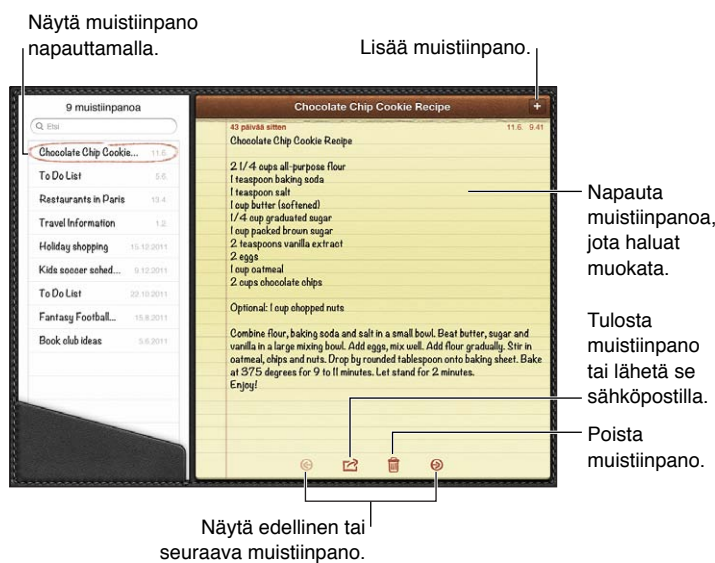 Näytä muistiinpano
napauttamalla.
Lisää muistiinpano.
9 muistiinpanoa
Etsi
Chocolate Chip Cookie... 11.6.
To Do List 5.6.
Restaurants in Paris 13.4.
Travel Information 1.2.
Holiday shopping 15.12.2011
Kids soccer sched... 9.12.2011
To Do List 22.10.2011
Fantasy Football... 15.8.2011
Book club ideas 5.6.2011
Chocolate Chip Cookie Recipe
+
43 päivää sitten 11.6. 9.41
Chocolate Chip Cookie Recipe
2 1/4 cups all-purpose flour
1 teaspoon baking soda
1 teaspoon salt
1 cup butter (softened)
1/4 cup graduated sugar
1 cup packed brown sugar
2 teaspoons vanilla extract
2 eggs
1 cup oatmeal
2 cups chocolate chips
Optional: 1 cup chopped nuts
Combine flour, baking soda and salt in a small bowl. Beat butter, sugar and
vanilla in a large mixing bowl. Add eggs, mix well. Add flour gradually. Stir in
oatmeal, chips and nuts. Drop by rounded tablespoon onto baking sheet. Bake
at 375 degrees for 9 to 11 minutes. Let stand for 2 minutes.
Enjoy!
Napauta
muistiinpanoa,
jota haluat
muokata.
Tulosta
muistiinpano
tai lähetä se
sähköpostilla.
Poista
muistiinpano.
Näytä edellinen tai
seuraava muistiinpano.